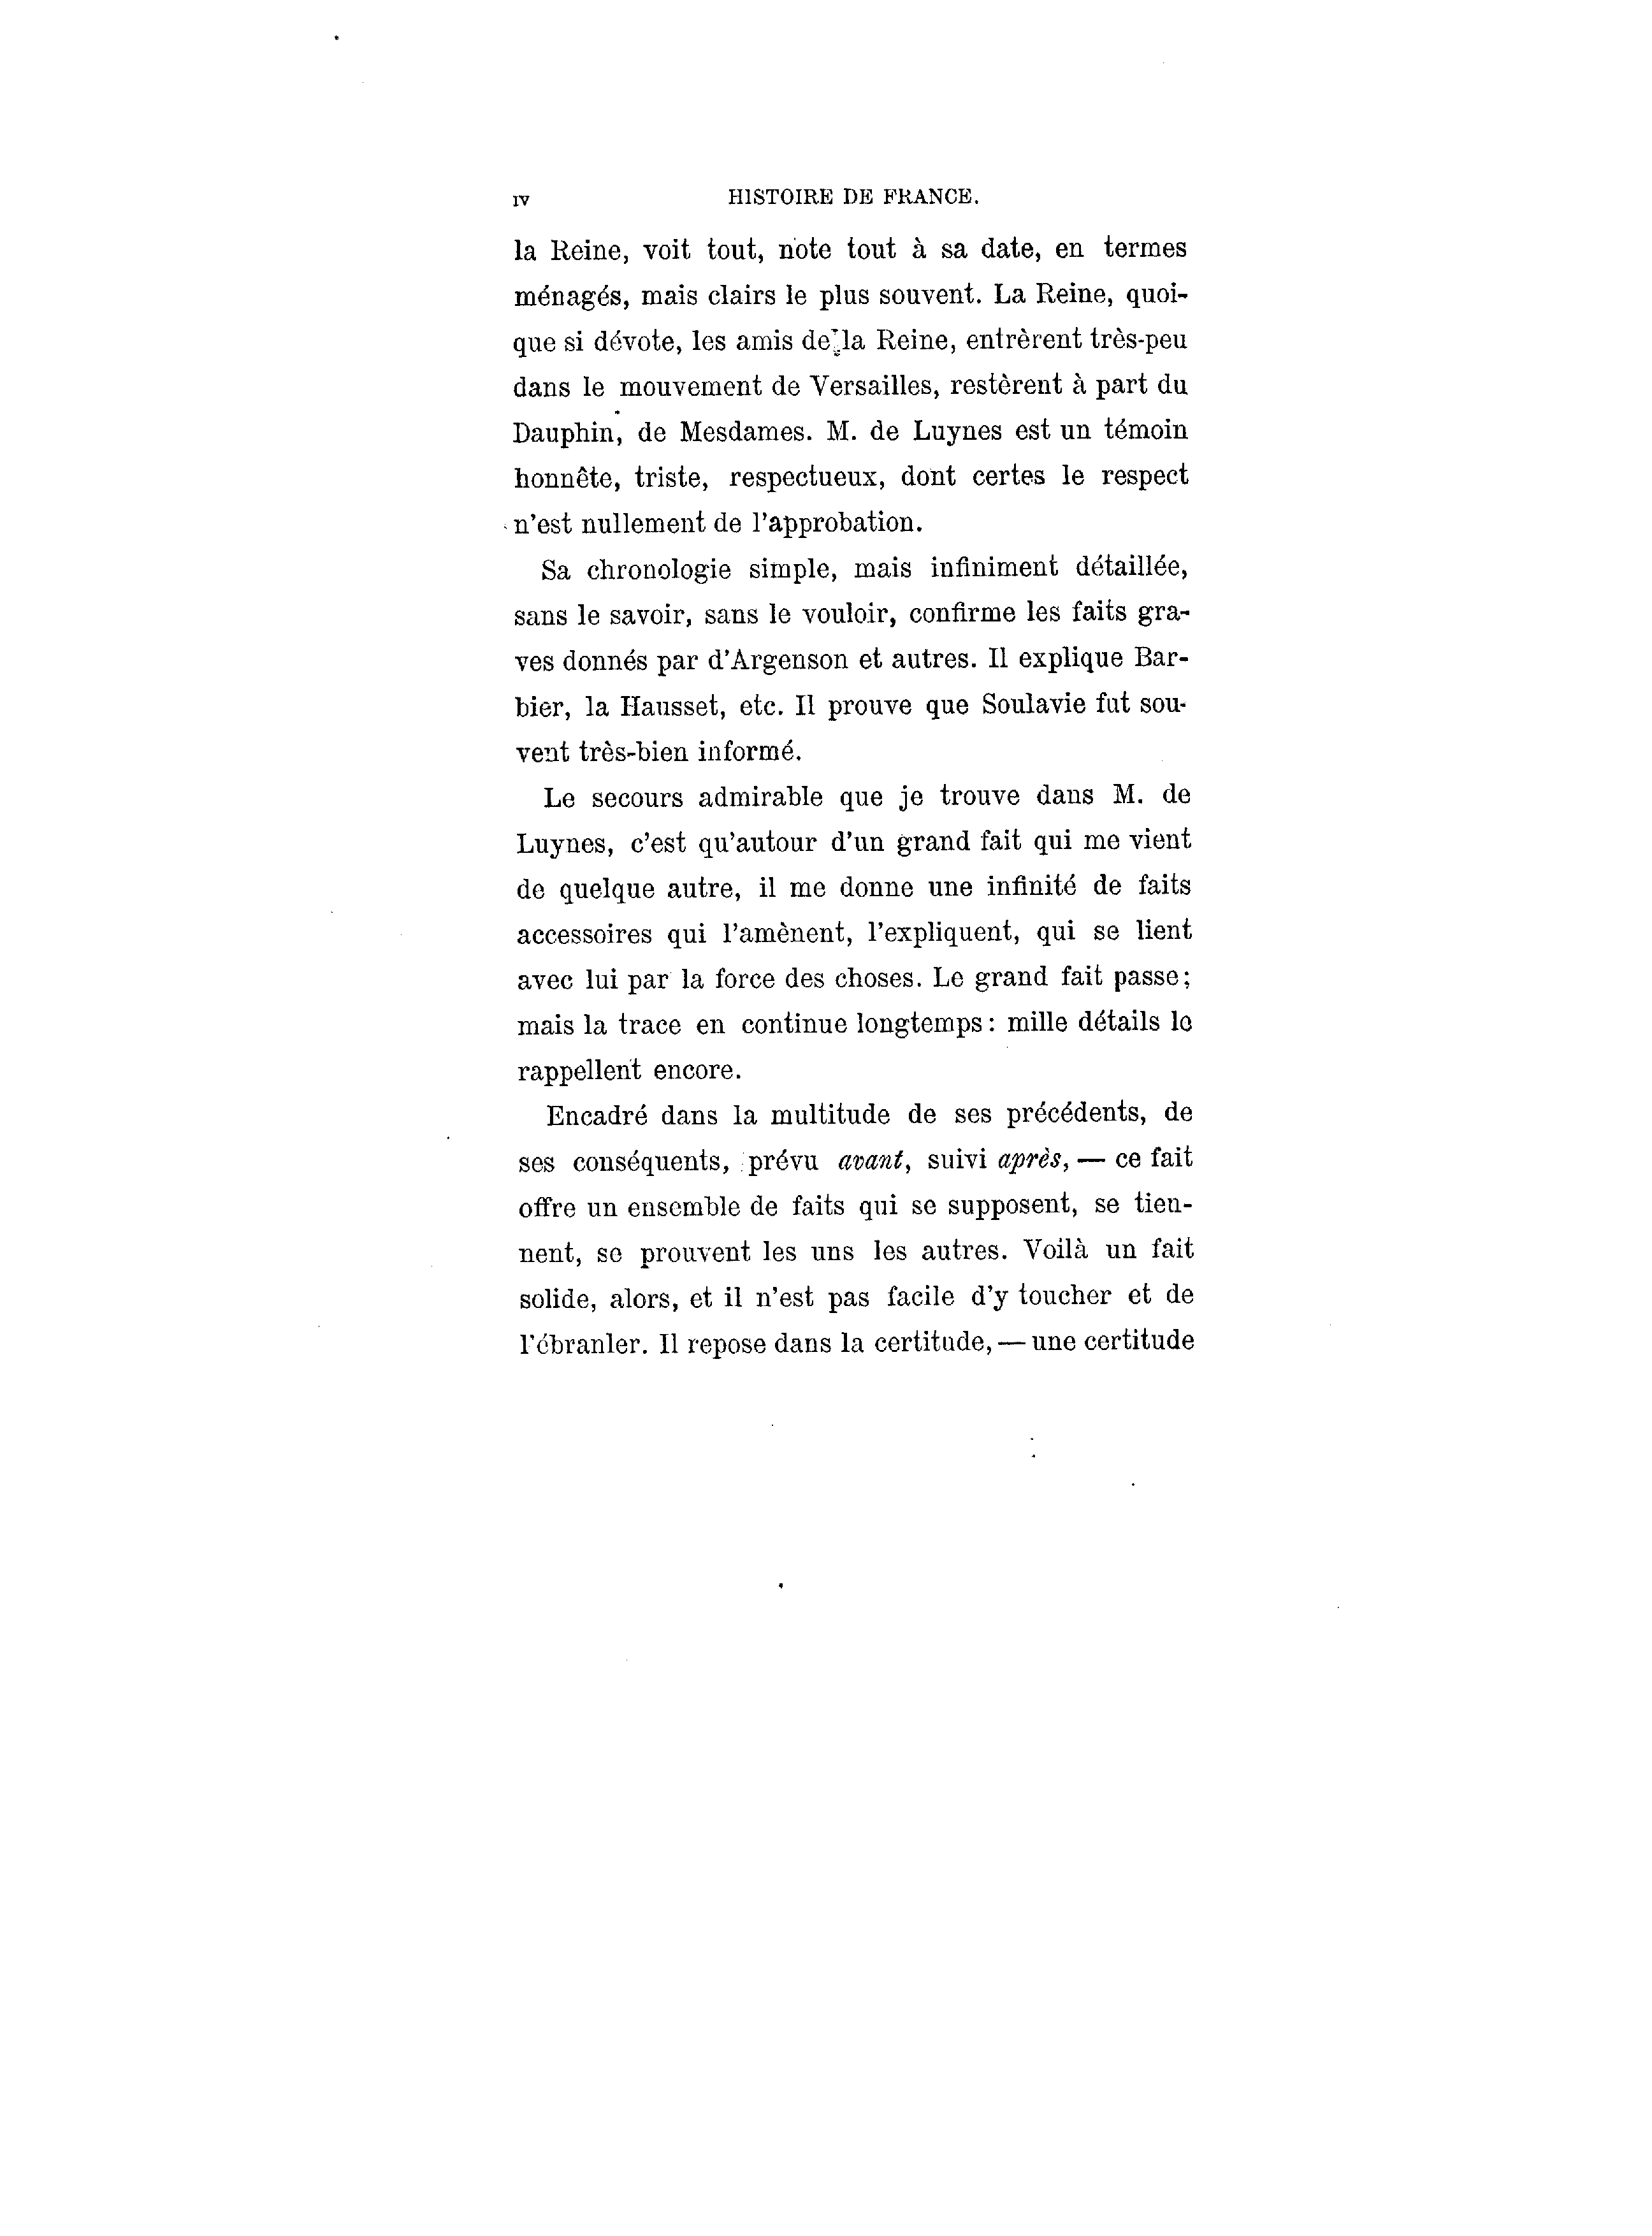 IV HISTOIRE DE FRANCE.
la Reine, voit tout, note tout à sa date, en termes
ménagés, mais clairs le plus souvent. La Reine, quoi-
que si dévote, les amis de la Reine, entrèrent très-peu
dans le mouvement de Versailles, restèrent à part du
Dauphin, de Mesdames. M. de Luynes est un témoin
honnête, triste, respectueux, dont certes le respect
n'est nullement de l'approbation.
Sa chronologie simple, mais infiniment détaillée,
sans le savoir, sans le vouloir, confirme les faits gra-
ves donnés par d'Argenson et autres. Il explique Bar-
bier, la Hausset, etc. Il prouve que Soulavie fut sou-
vent très-bien informé.
Le secours admirable que je trouve dans M. de
Luynes, c'est qu'autour d'un grand fait qui me vient
de quelque autre, il me donne une infinité de faits
accessoires qui l'amènent, l'expliquent, qui se lient
avec lui par la force des choses. Le grand fait passe;
mais la trace en continue longtemps : mille détails le
rappellent encore.
Encadré dans la multitude de ses précédents, de
ses conséquents, prévu avant, suivi après, — ce fait
offre un ensemble de faits qui se supposent, se tien-
nent, se prouvent les uns les autres. Voilà un fait
solide, alors, et il n'est pas facile d'y toucher et de
l'ébranler. Il repose dans la certitude, — une certitude